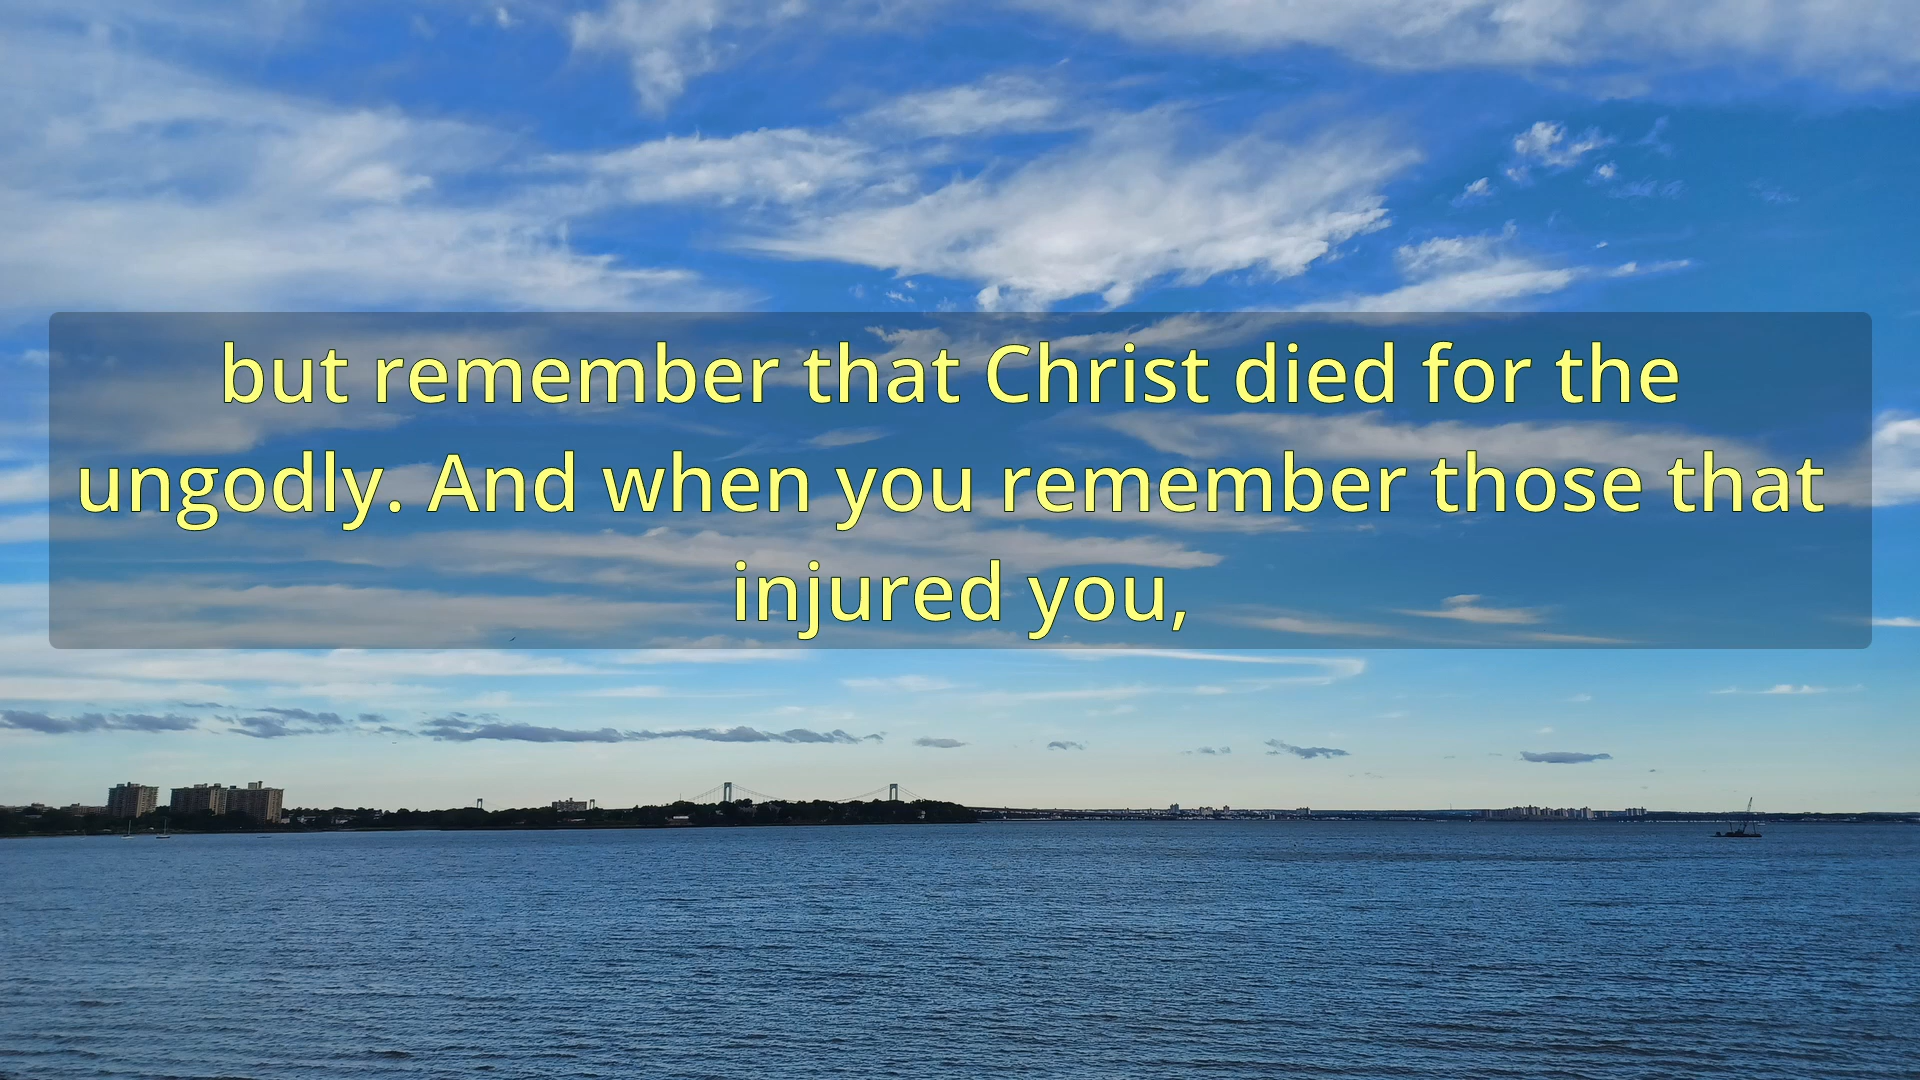 but remember that Christ died for the
ungodly. And when you remember those that
injured you,